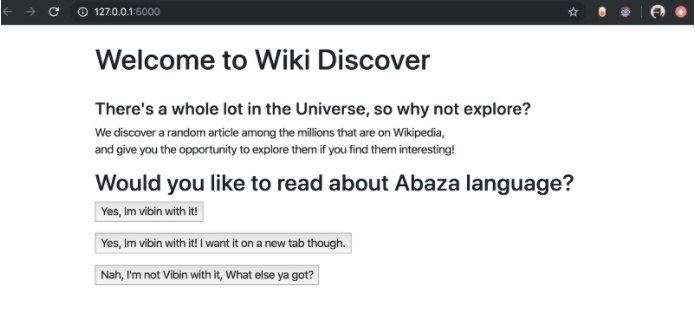 127.0.0.1:5000
Welcome to Wiki Discover
There's a whole lot in the Universe, so why not explore?
We discover a random article among the millions that are on Wikipedia,
and give you the opportunity to explore them if you find them interesting!
Would you like to read about Abaza language?
Yes, Im vibin with it!
Yes, Im vibin with it! I want it on a new tab though.
Nah, I'm not Vibin with it, What else ya got?